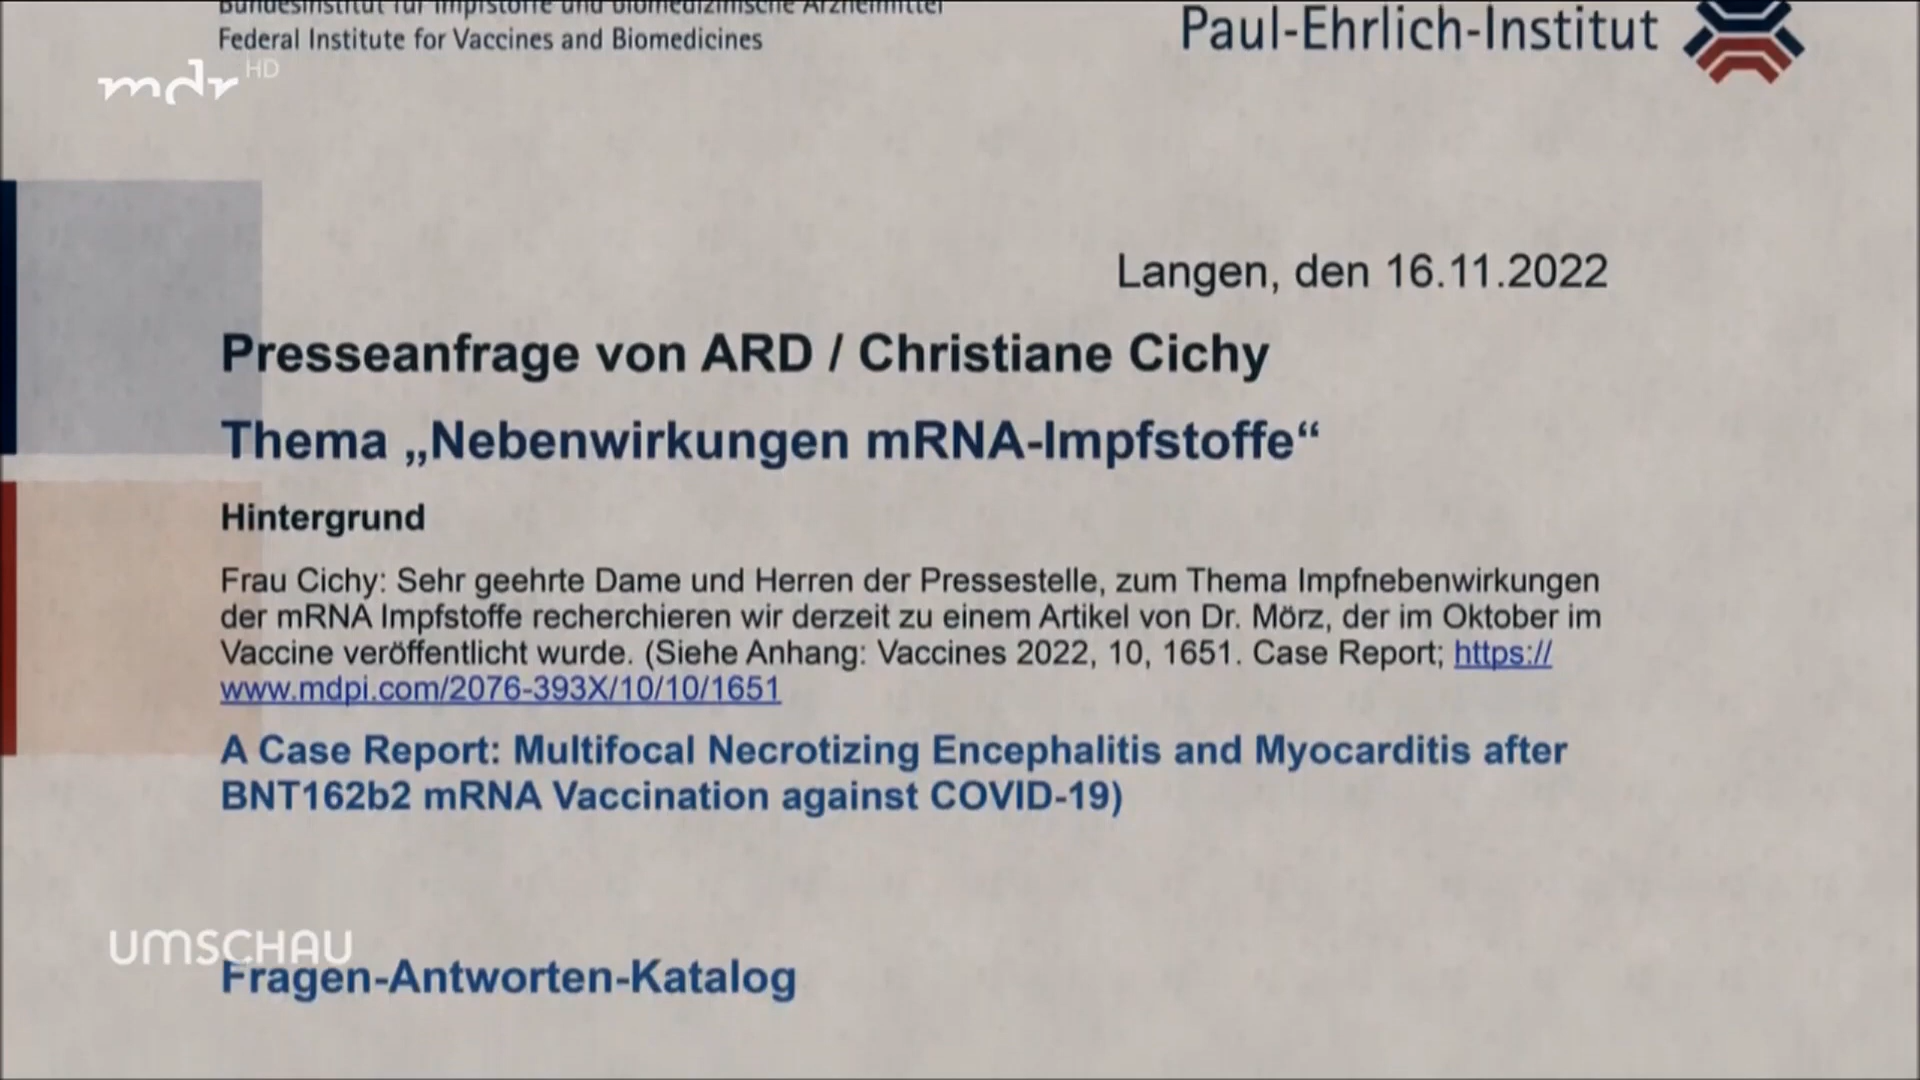 Bundesinstitut für Impfstoffe und biomedizinische Arzneimittel
Federal Institute for Vaccines and Biomedicines
Paul-Ehrlich-Institut
mdr HD
Langen, den 16.11.2022
Presseanfrage von ARD / Christiane Cichy
Thema „Nebenwirkungen mRNA-Impfstoffe“
Hintergrund
Frau Cichy: Sehr geehrte Dame und Herren der Pressestelle, zum Thema Impfnebenwirkungen
der mRNA Impfstoffe recherchieren wir derzeit zu einem Artikel von Dr. Mörz, der im Oktober im
Vaccine veröffentlicht wurde. (Siehe Anhang: Vaccines 2022, 10, 1651. Case Report; https://
www.mdpi.com/2076-393X/10/10/1651
A Case Report: Multifocal Necrotizing Encephalitis and Myocarditis after
BNT162b2 mRNA Vaccination against COVID-19)
UMSCHAU
Fragen-Antworten-Katalog